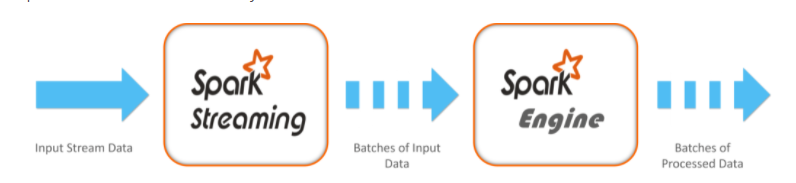 Spark
Streaming
Spark
Engine
Input Stream Data
Batches of Input
Data
Batches of
Processed Data